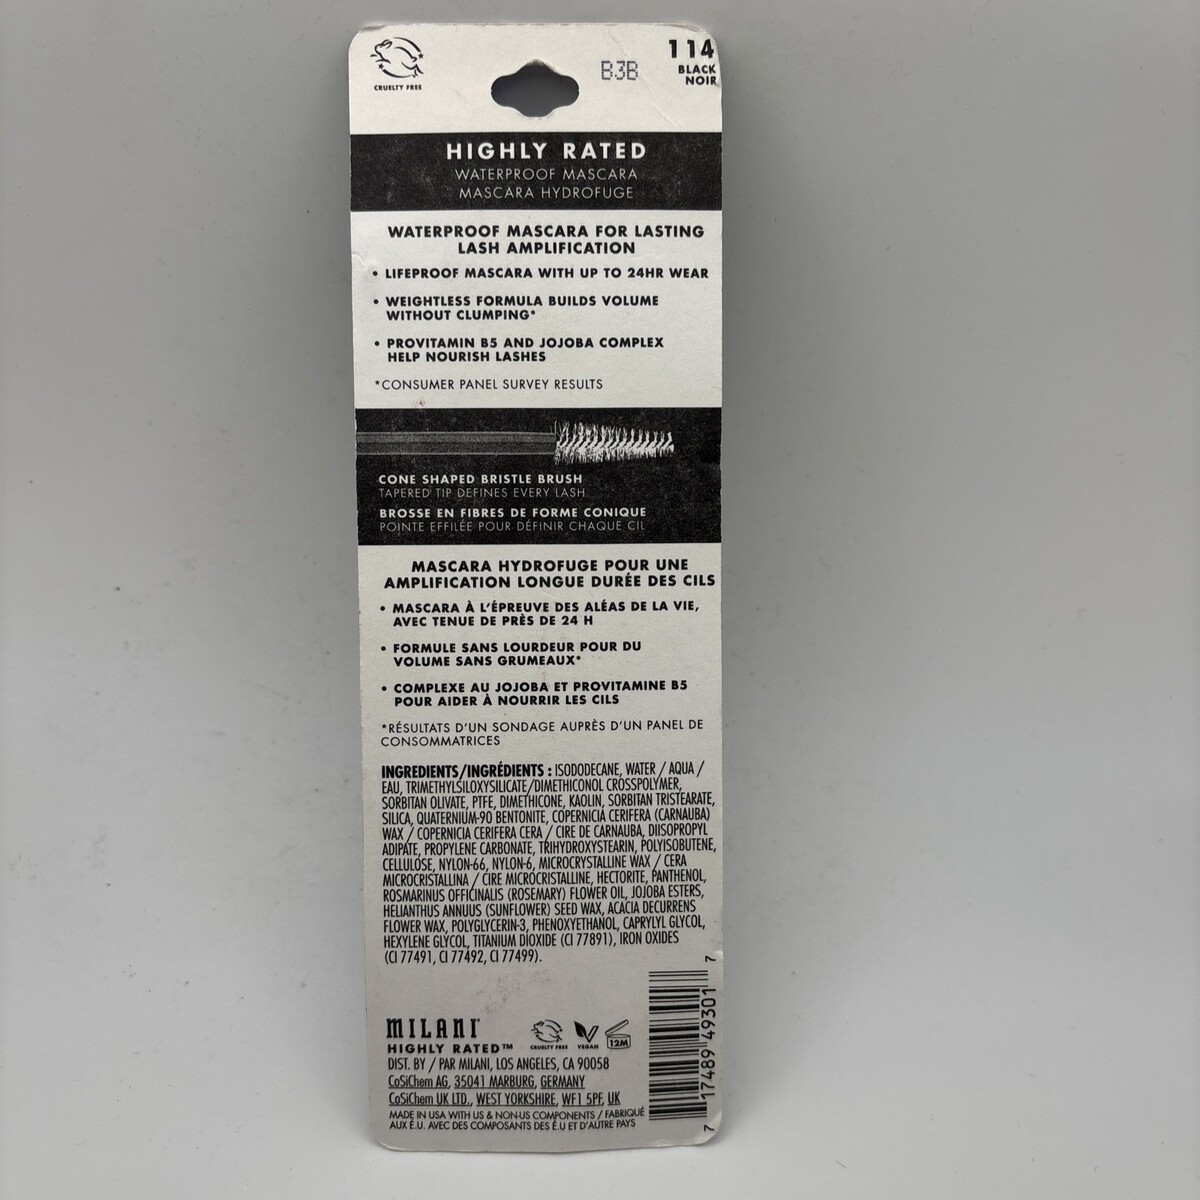 CRUELTY FREE
B3B
114
BLACK
NOIR
HIGHLY RATED
WATERPROOF MASCARA
MASCARA HYDROFUGE
WATERPROOF MASCARA FOR LASTING
LASH AMPLIFICATION
• LIFEPROOF MASCARA WITH UP TO 24HR WEAR
• WEIGHTLESS FORMULA BUILDS VOLUME
WITHOUT CLUMPING*
• PROVITAMIN B5 AND JOJOBA COMPLEX
HELP NOURISH LASHES
*CONSUMER PANEL SURVEY RESULTS
CONE SHAPED BRISTLE BRUSH
TAPERED TIP DEFINES EVERY LASH
BROSSE EN FIBRES DE FORME CONIQUE
POINTE EFFILÉE POUR DÉFINIR CHAQUE CIL
MASCARA HYDROFUGE POUR UNE
AMPLIFICATION LONGUE DURÉE DES CILS
• MASCARA À L'ÉPREUVE DES ALÉAS DE LA VIE,
AVEC TENUE DE PRÈS DE 24 H
• FORMULE SANS LOURDEUR POUR DU
VOLUME SANS GRUMEAUX*
• COMPLEXE AU JOJOBA ET PROVITAMINE B5
POUR AIDER À NOURRIR LES CILS
*RÉSULTATS D'UN SONDAGE AUPRÈS D'UN PANEL DE
CONSOMMATRICES
INGREDIENTS/INGRÉDIENTS : ISODODECANE, WATER / AQUA /
EAU, TRIMETHYLSILOXYSILICATE/DIMETHICONOL CROSSPOLYMER,
SORBITAN OLIVATE, PTFE, DIMETHICONE, KAOLIN, SORBITAN TRISTEARATE,
SILICA, QUATERNIUM-90 BENTONITE, COPERNICIA CERIFERA (CARNAUBA)
WAX / COPERNICIA CERIFERA CERA / CIRE DE CARNAUBA, DIISOPROPYL
ADIPATE, PROPYLENE CARBONATE, TRIHYDROXYSTEARIN, POLYISOBUTENE,
CELLULOSE, NYLON-66, NYLON-6, MICROCRYSTALLINE WAX / CERA
MICROCRISTALLINA / CIRE MICROCRISTALLINE, HECTORITE, PANTHENOL,
ROSMARINUS OFFICINALIS (ROSEMARY) FLOWER OIL, JOJOBA ESTERS,
HELIANTHUS ANNUUS (SUNFLOWER) SEED WAX, ACACIA DECURRENS
FLOWER WAX, POLYGLYCERIN-3, PHENOXYETHANOL, CAPRYLYL GLYCOL,
HEXYLENE GLYCOL, TITANIUM DIOXIDE (CI 77891), IRON OXIDES
(CI 77491, CI 77492, CI 77499).
MILANI®
HIGHLY RATED™
CRUELTY FREE
VEGAN
12M
DIST. BY / PAR MILANI, LOS ANGELES, CA 90058
CoSiChem AG, 35041 MARBURG, GERMANY
CoSiChem UK LTD., WEST YORKSHIRE, WF1 5PF, UK
MADE IN USA WITH US & NON-US COMPONENTS / FABRIQUÉ
AUX É.U. AVEC DES COMPOSANTS DES É.U ET D'AUTRE PAYS
7 17489 49301 7